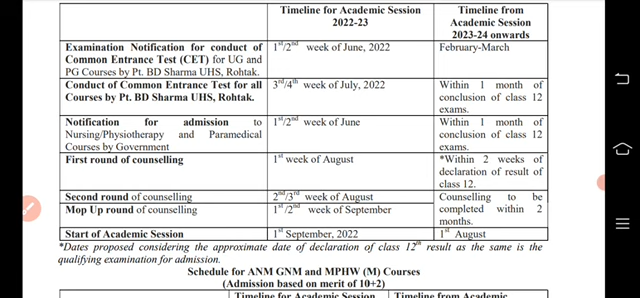 Timeline for Academic Session Timeline from
2022-23 Academic Session
2023-24 onwards
Examination Notification for conduct of 1st/2nd week of June, 2022 February-March
Common Entrance Test (CET) for UG and
PG Courses by Pt. BD Sharma UHS, Rohtak.
Conduct of Common Entrance Test for all 3rd/4th week of July, 2022 Within 1 month of
Courses by Pt. BD Sharma UHS, Rohtak. conclusion of class 12
exams.
Notification for admission to 1st/2nd week of June Within 1 month of
Nursing/Physiotherapy and Paramedical conclusion of class 12
Courses by Government exams.
First round of counselling 1st week of August *Within 2 weeks of
declaration of result of
class 12.
Second round of counselling 2nd/3rd week of August Counselling to be
Mop Up round of counselling 1st/2nd week of September completed within 2
months.
Start of Academic Session 1st September, 2022 1st August
*Dates proposed considering the approximate date of declaration of class 12th result as the same is the
qualifying examination for admission.
Schedule for ANM GNM and MPHW (M) Courses
(Admission based on merit of 10+2)
Timeline for Academic Session Timeline from Academic